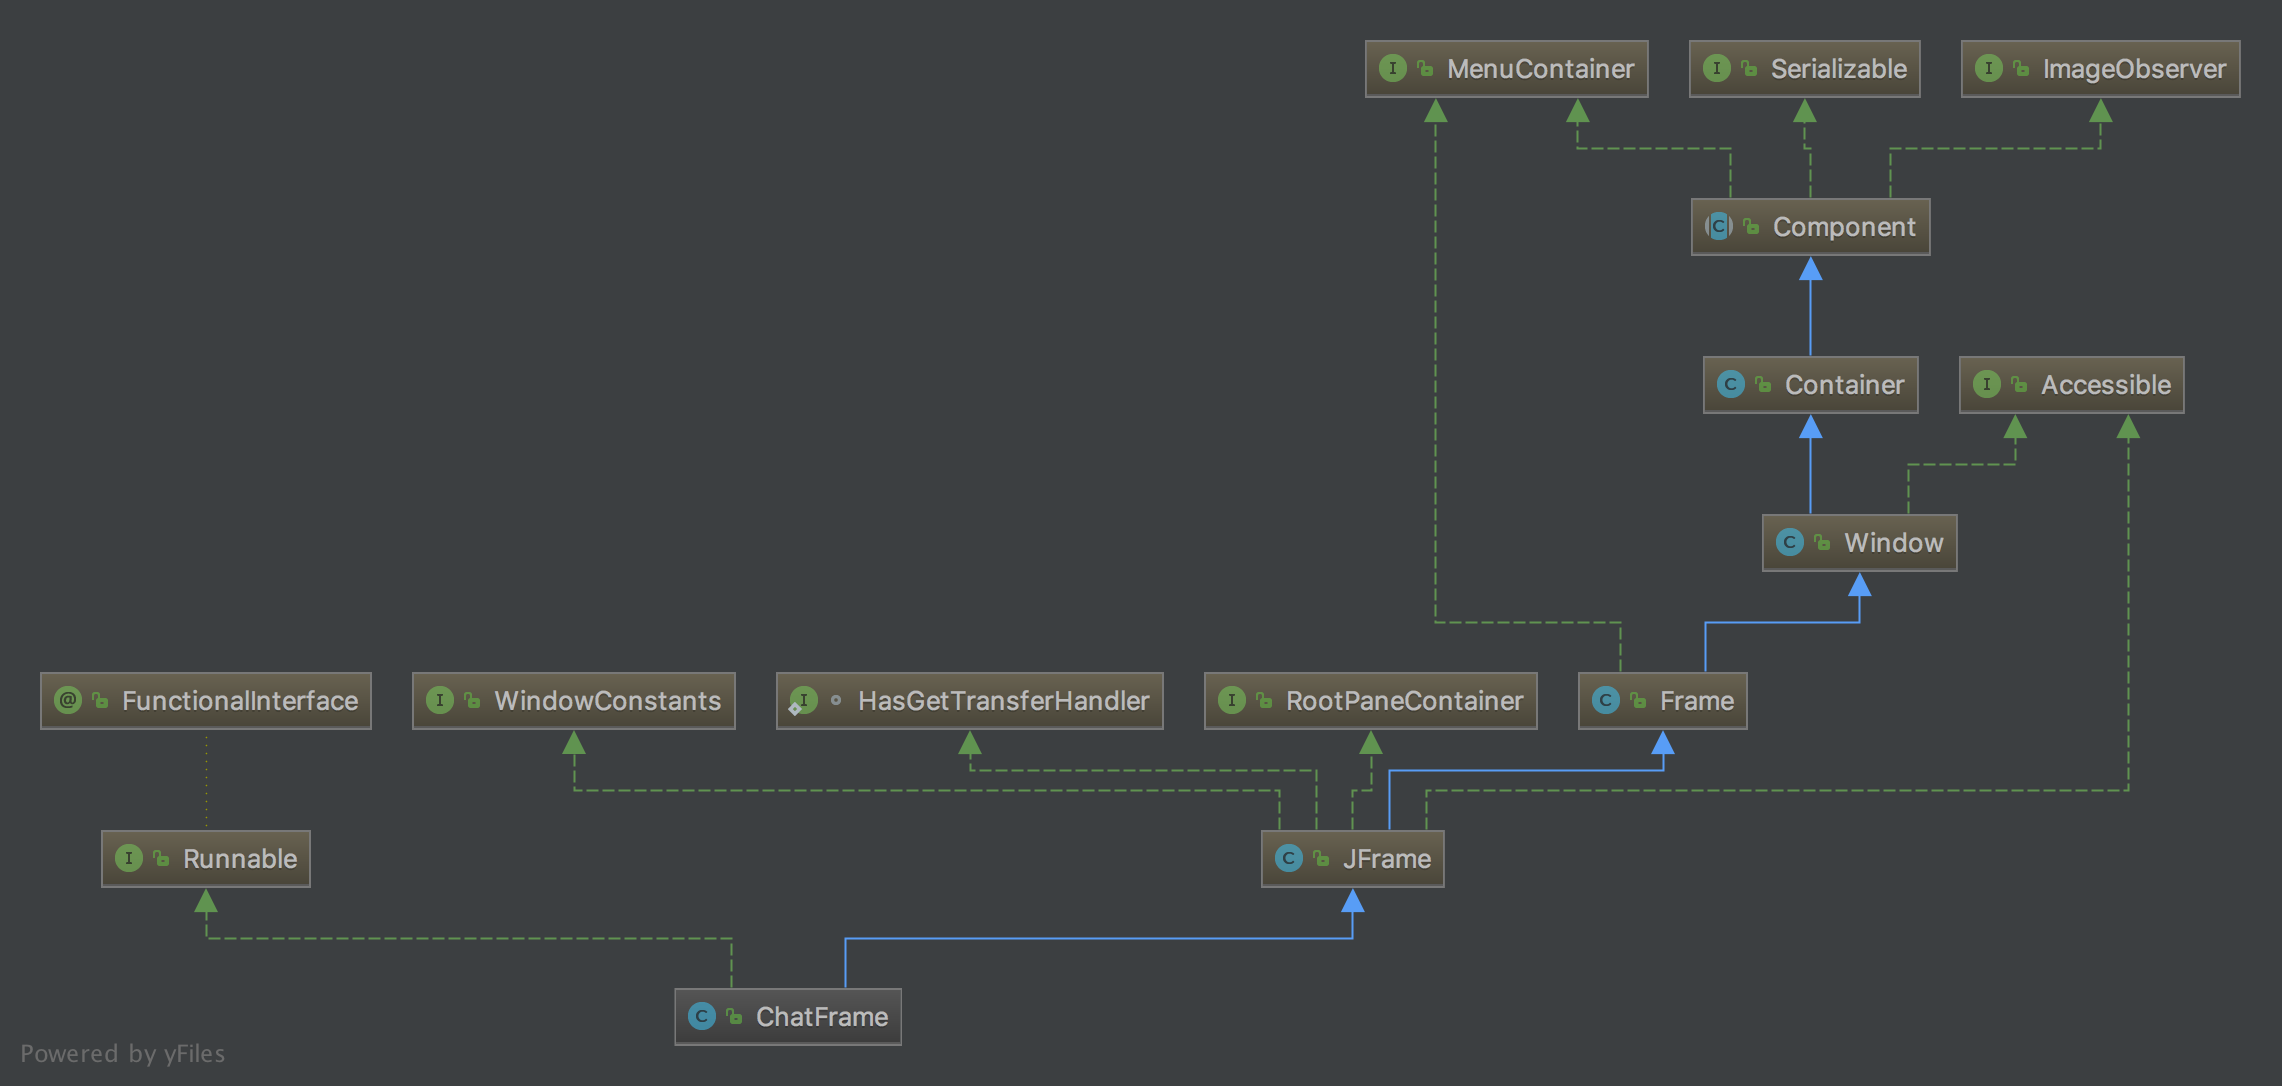 MenuContainer
Serializable
ImageObserver
Component
Container
Accessible
Window
FunctionalInterface
WindowConstants
HasGetTransferHandler
RootPaneContainer
Frame
Runnable
JFrame
ChatFrame
Powered by yFiles